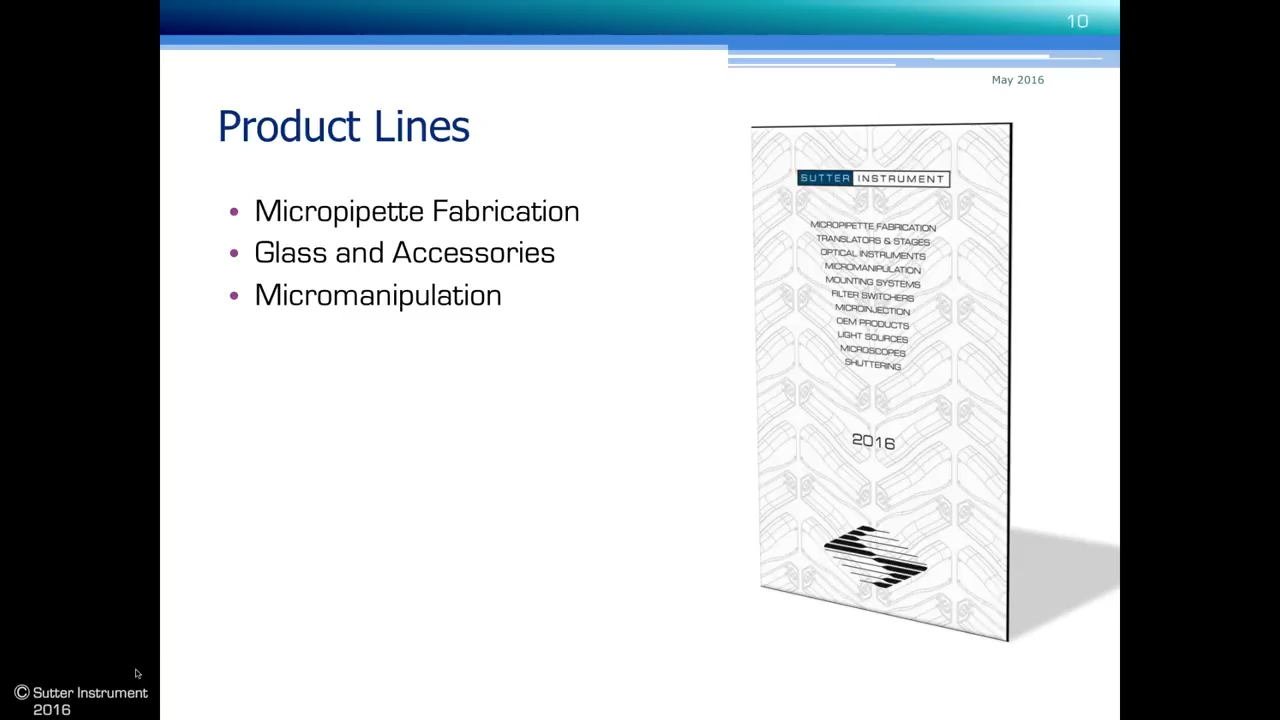 10
May 2016
Product Lines
• Micropipette Fabrication
• Glass and Accessories
• Micromanipulation
SUTTER INSTRUMENT
MICROPIPETTE FABRICATION
TRANSLATORS & STAGES
OPTICAL INSTRUMENTS
MICROMANIPULATION
MOUNTING SYSTEMS
FILTER SWITCHERS
MICROINJECTION
OEM PRODUCTS
LIGHT SOURCES
MICROSCOPES
SHUTTERING
2016
© Sutter Instrument
2016